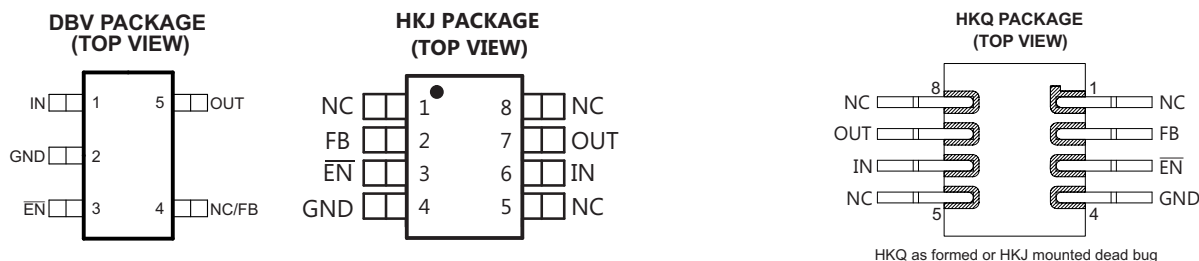 DBV PACKAGE
(TOP VIEW)
IN 1 5 OUT
GND 2
EN 3 4 NC/FB
HKJ PACKAGE
(TOP VIEW)
NC 1 8 NC
FB 2 7 OUT
EN 3 6 IN
GND 4 5 NC
HKQ PACKAGE
(TOP VIEW)
8 1
NC NC
OUT FB
IN EN
NC GND
5 4
HKQ as formed or HKJ mounted dead bug